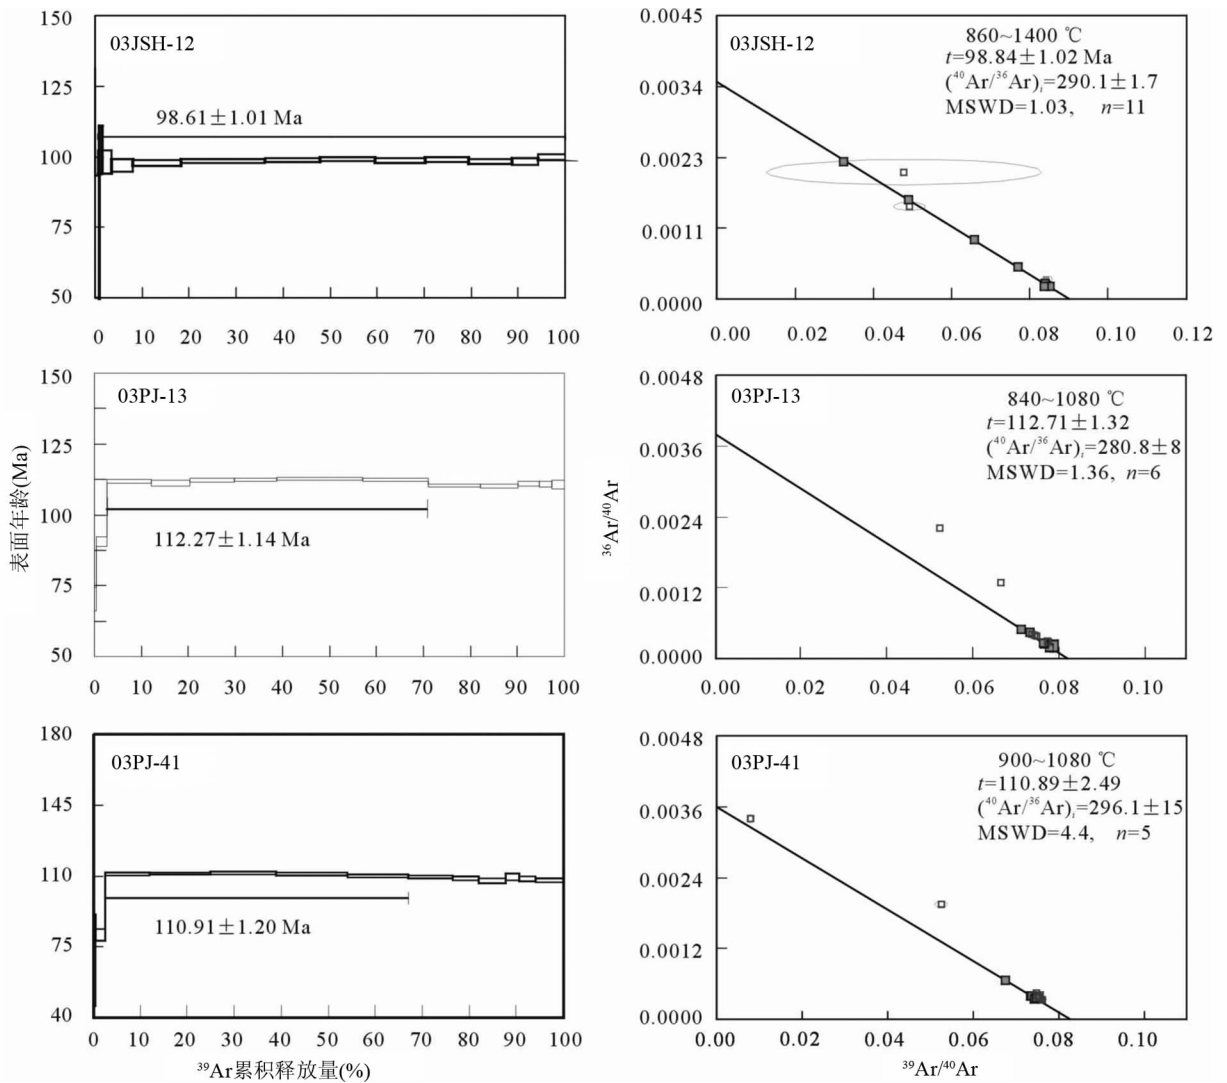 150
125
100
75
50
03JSH-12
98.61±1.01 Ma
0 10 20 30 40 50 60 70 80 90 100
0.0045
0.0034
0.0023
0.0011
0.0000
03JSH-12
860~1400 ℃
t=98.84±1.02 Ma
(⁴⁰Ar/³⁶Ar)ᵢ=290.1±1.7
MSWD=1.03, n=11
0.00 0.02 0.04 0.06 0.08 0.10 0.12
表面年龄(Ma)
150
125
100
75
50
03PJ-13
112.27±1.14 Ma
0 10 20 30 40 50 60 70 80 90 100
³⁶Ar/⁴⁰Ar
0.0048
0.0036
0.0024
0.0012
0.0000
03PJ-13
840~1080 ℃
t=112.71±1.32
(⁴⁰Ar/³⁶Ar)ᵢ=280.8±8
MSWD=1.36, n=6
0.00 0.02 0.04 0.06 0.08 0.10
180
145
110
75
40
03PJ-41
110.91±1.20 Ma
0 10 20 30 40 50 60 70 80 90 100
³⁹Ar累积释放量(%)
0.0048
0.0036
0.0024
0.0012
0.0000
03PJ-41
900~1080 ℃
t=110.89±2.49
(⁴⁰Ar/³⁶Ar)ᵢ=296.1±15
MSWD=4.4, n=5
0.00 0.02 0.04 0.06 0.08 0.10
³⁹Ar/⁴⁰Ar